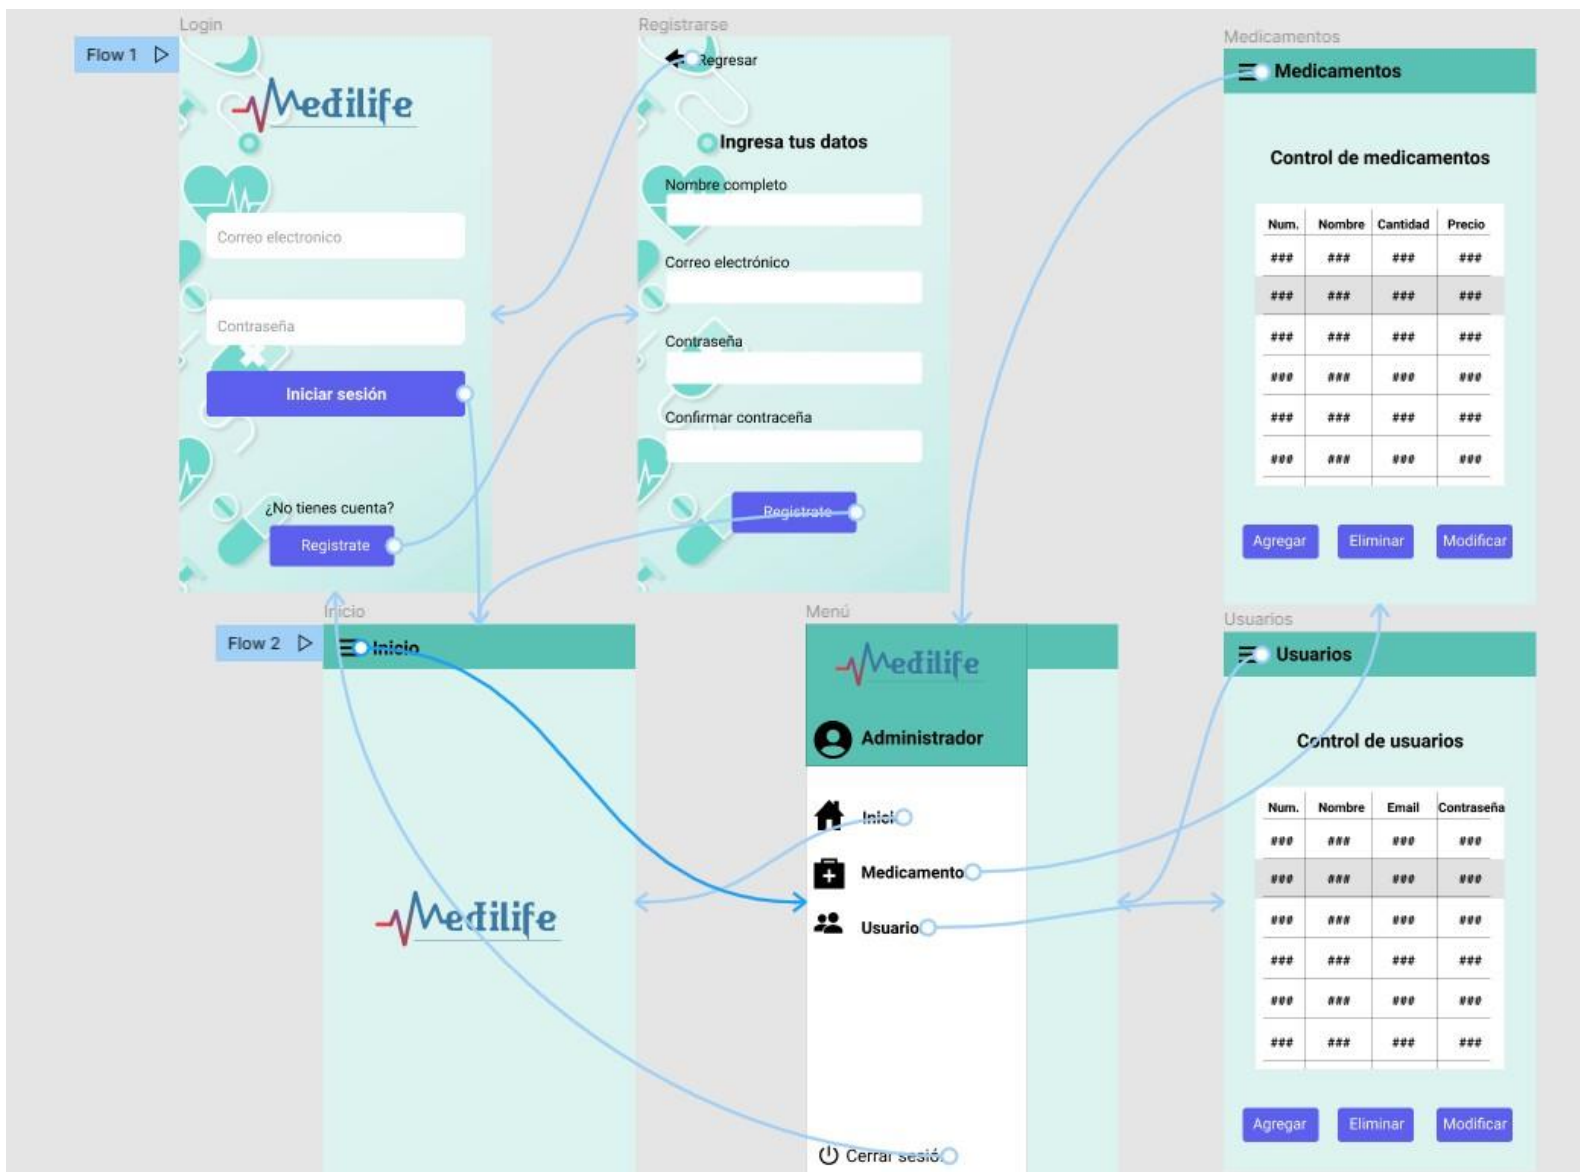 Login
Flow 1
Medilife
Correo electronico
Contraseña
Iniciar sesión
¿No tienes cuenta?
Registrate
Registrarse
Regresar
Ingresa tus datos
Nombre completo
Correo electrónico
Contraseña
Confirmar contraceña
Registrate
Medicamentos
Medicamentos
Control de medicamentos
Num. Nombre Cantidad Precio
### ### ### ###
### ### ### ###
### ### ### ###
### ### ### ###
### ### ### ###
### ### ### ###
Agregar Eliminar Modificar
Inicio
Flow 2
Inicio
Medilife
Menú
Medilife
Administrador
Inicio
Medicamento
Usuario
Cerrar sesión
Usuarios
Usuarios
Control de usuarios
Num. Nombre Email Contraseña
### ### ### ###
### ### ### ###
### ### ### ###
### ### ### ###
### ### ### ###
### ### ### ###
Agregar Eliminar Modificar